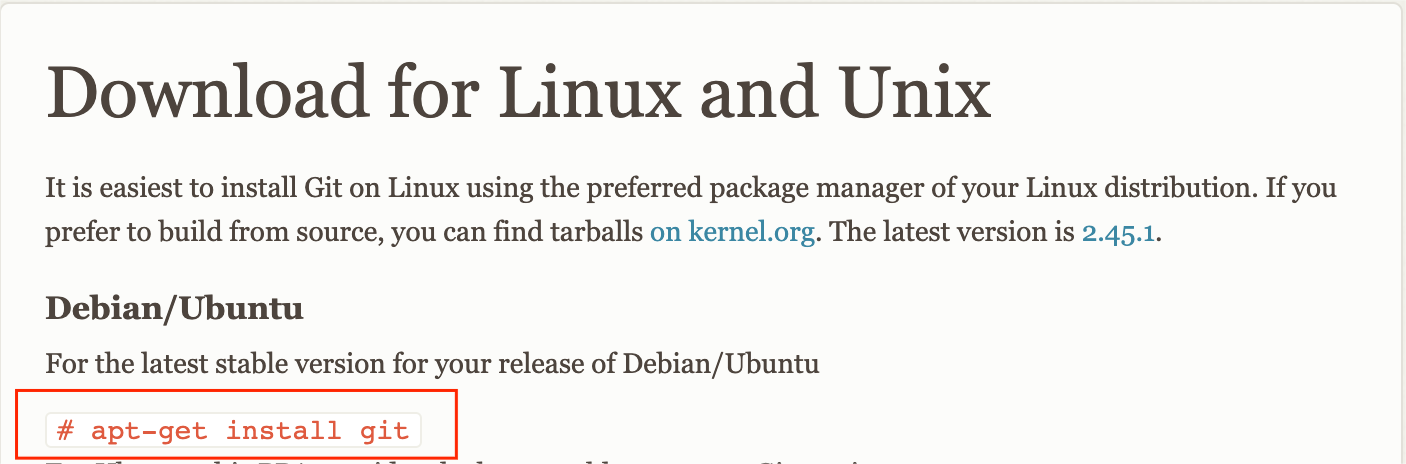 Download for Linux and Unix
It is easiest to install Git on Linux using the preferred package manager of your Linux distribution. If you
prefer to build from source, you can find tarballs on kernel.org. The latest version is 2.45.1.
Debian/Ubuntu
For the latest stable version for your release of Debian/Ubuntu
# apt-get install git